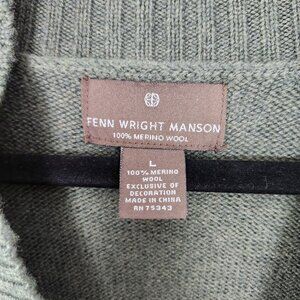 FENN WRIGHT MANSON
100% MERINO WOOL
L
100% MERINO
WOOL
EXCLUSIVE OF
DECORATION
MADE IN CHINA
RN 75343